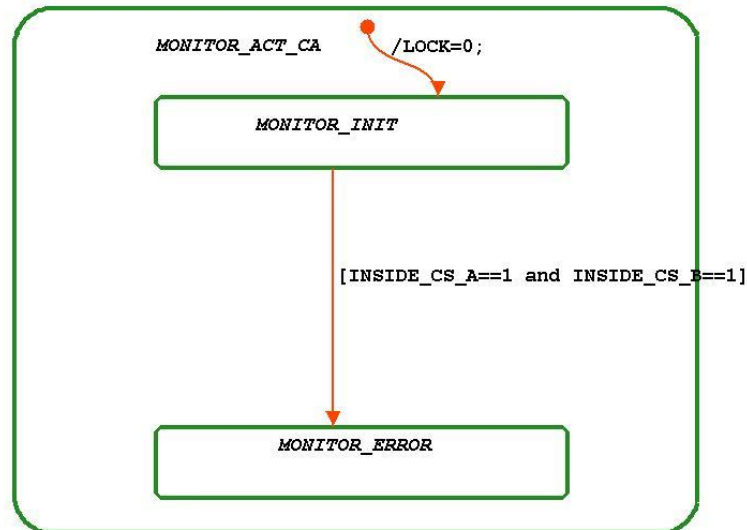 MONITOR_ACT_CA
/LOCK=0;
MONITOR_INIT
[INSIDE_CS_A==1 and INSIDE_CS_B==1]
MONITOR_ERROR